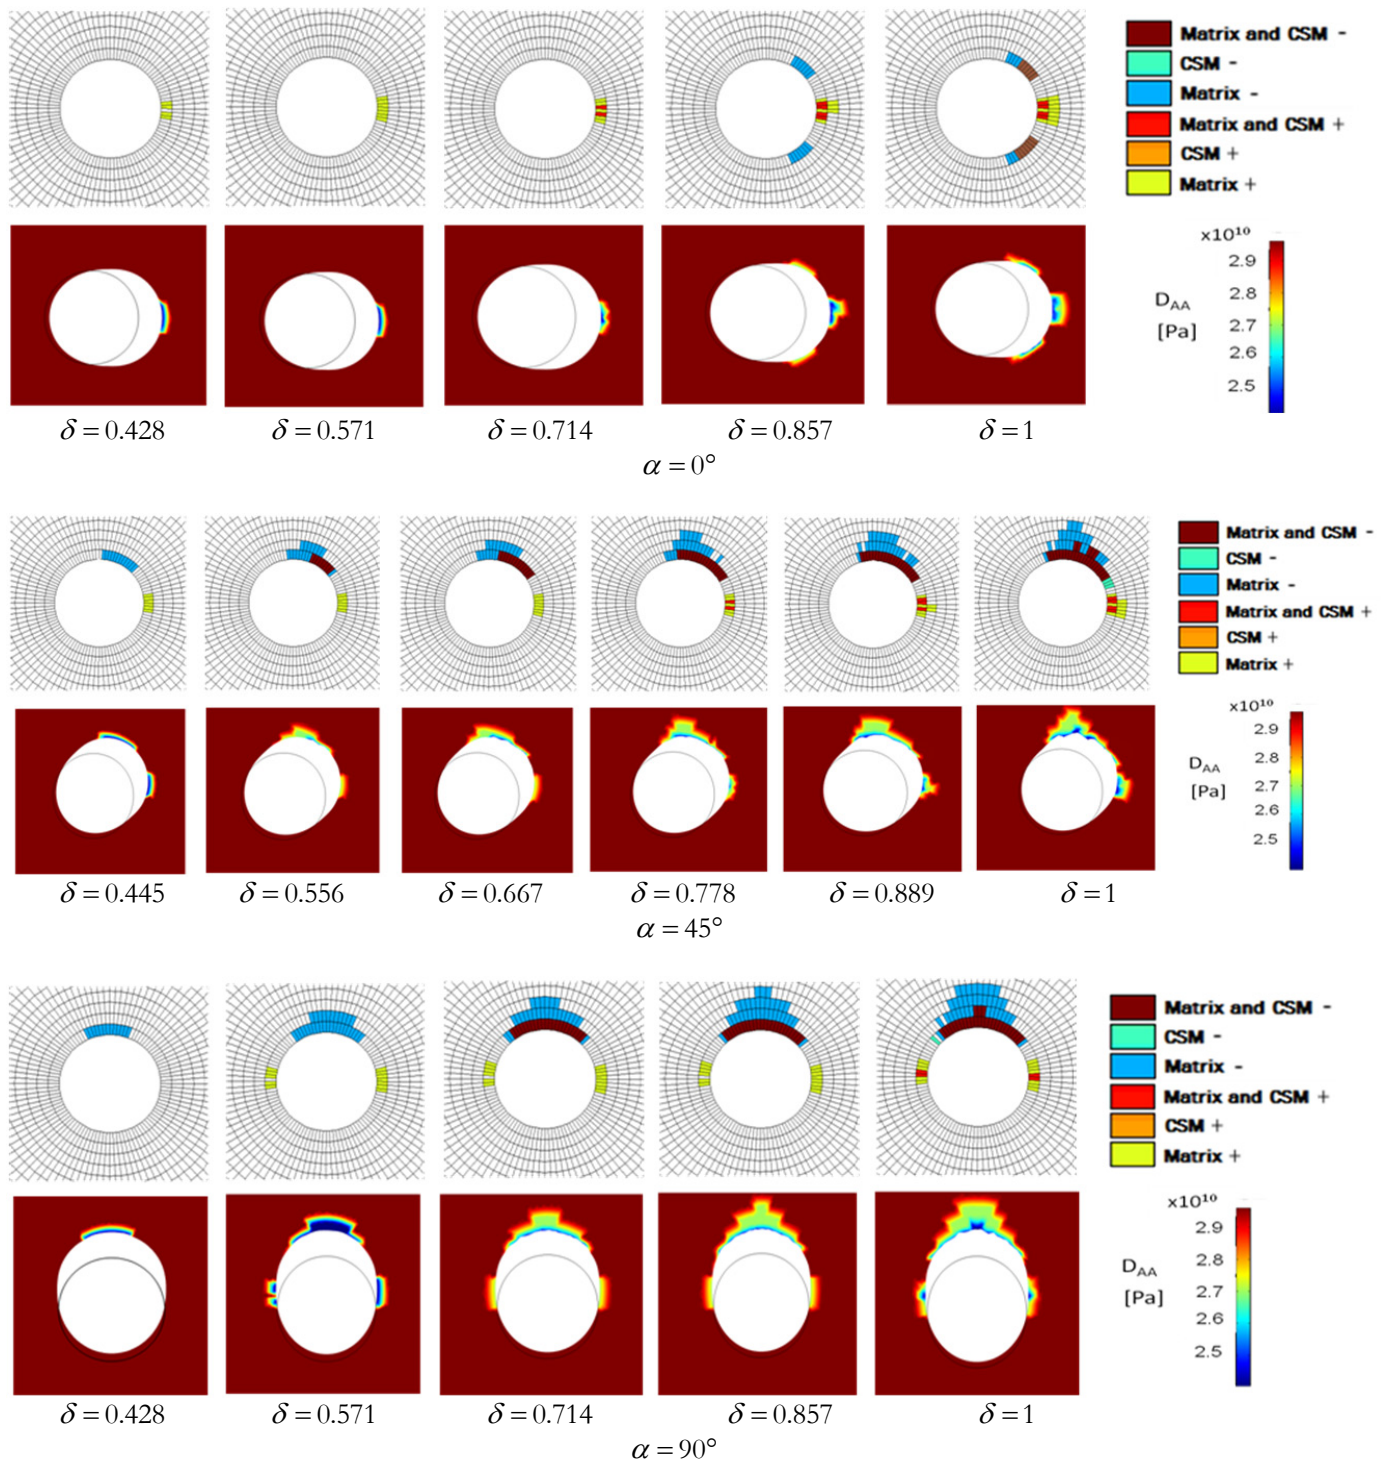 Matrix and CSM -
CSM -
Matrix -
Matrix and CSM +
CSM +
Matrix +
x10¹⁰
2.9
2.8
2.7
2.6
2.5
D_AA
[Pa]
δ = 0.428
δ = 0.571
δ = 0.714
δ = 0.857
δ = 1
α = 0°
Matrix and CSM -
CSM -
Matrix -
Matrix and CSM +
CSM +
Matrix +
x10¹⁰
2.9
2.8
2.7
2.6
2.5
D_AA
[Pa]
δ = 0.445
δ = 0.556
δ = 0.667
δ = 0.778
δ = 0.889
δ = 1
α = 45°
Matrix and CSM -
CSM -
Matrix -
Matrix and CSM +
CSM +
Matrix +
x10¹⁰
2.9
2.8
2.7
2.6
2.5
D_AA
[Pa]
δ = 0.428
δ = 0.571
δ = 0.714
δ = 0.857
δ = 1
α = 90°